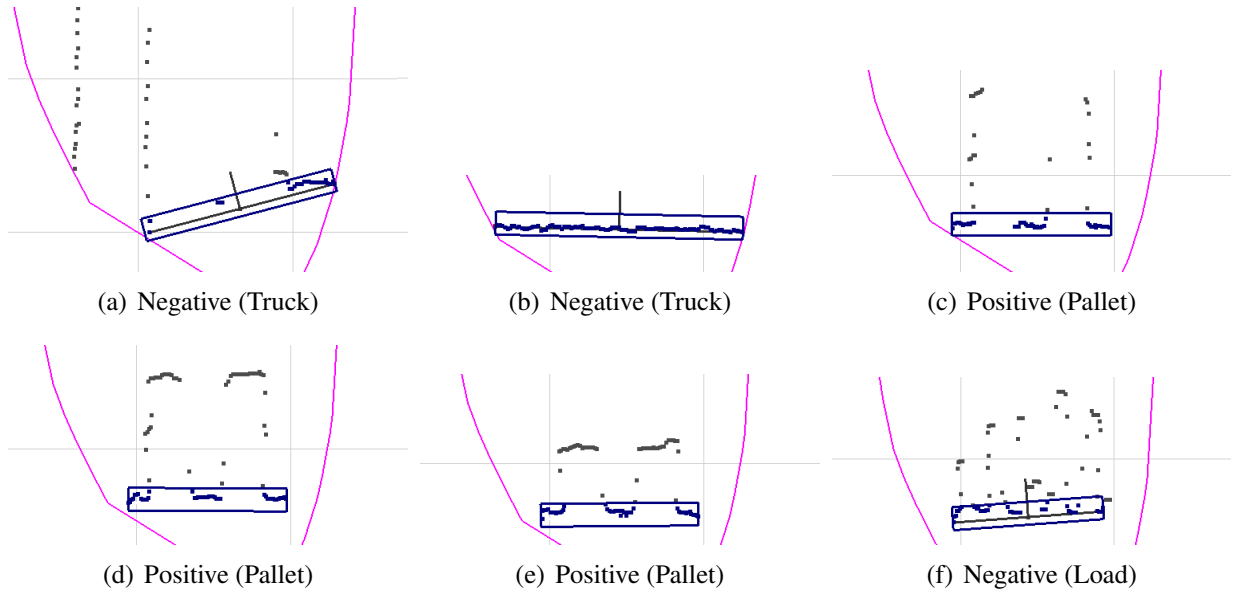 (a) Negative (Truck)
(b) Negative (Truck)
(c) Positive (Pallet)
(d) Positive (Pallet)
(e) Positive (Pallet)
(f) Negative (Load)